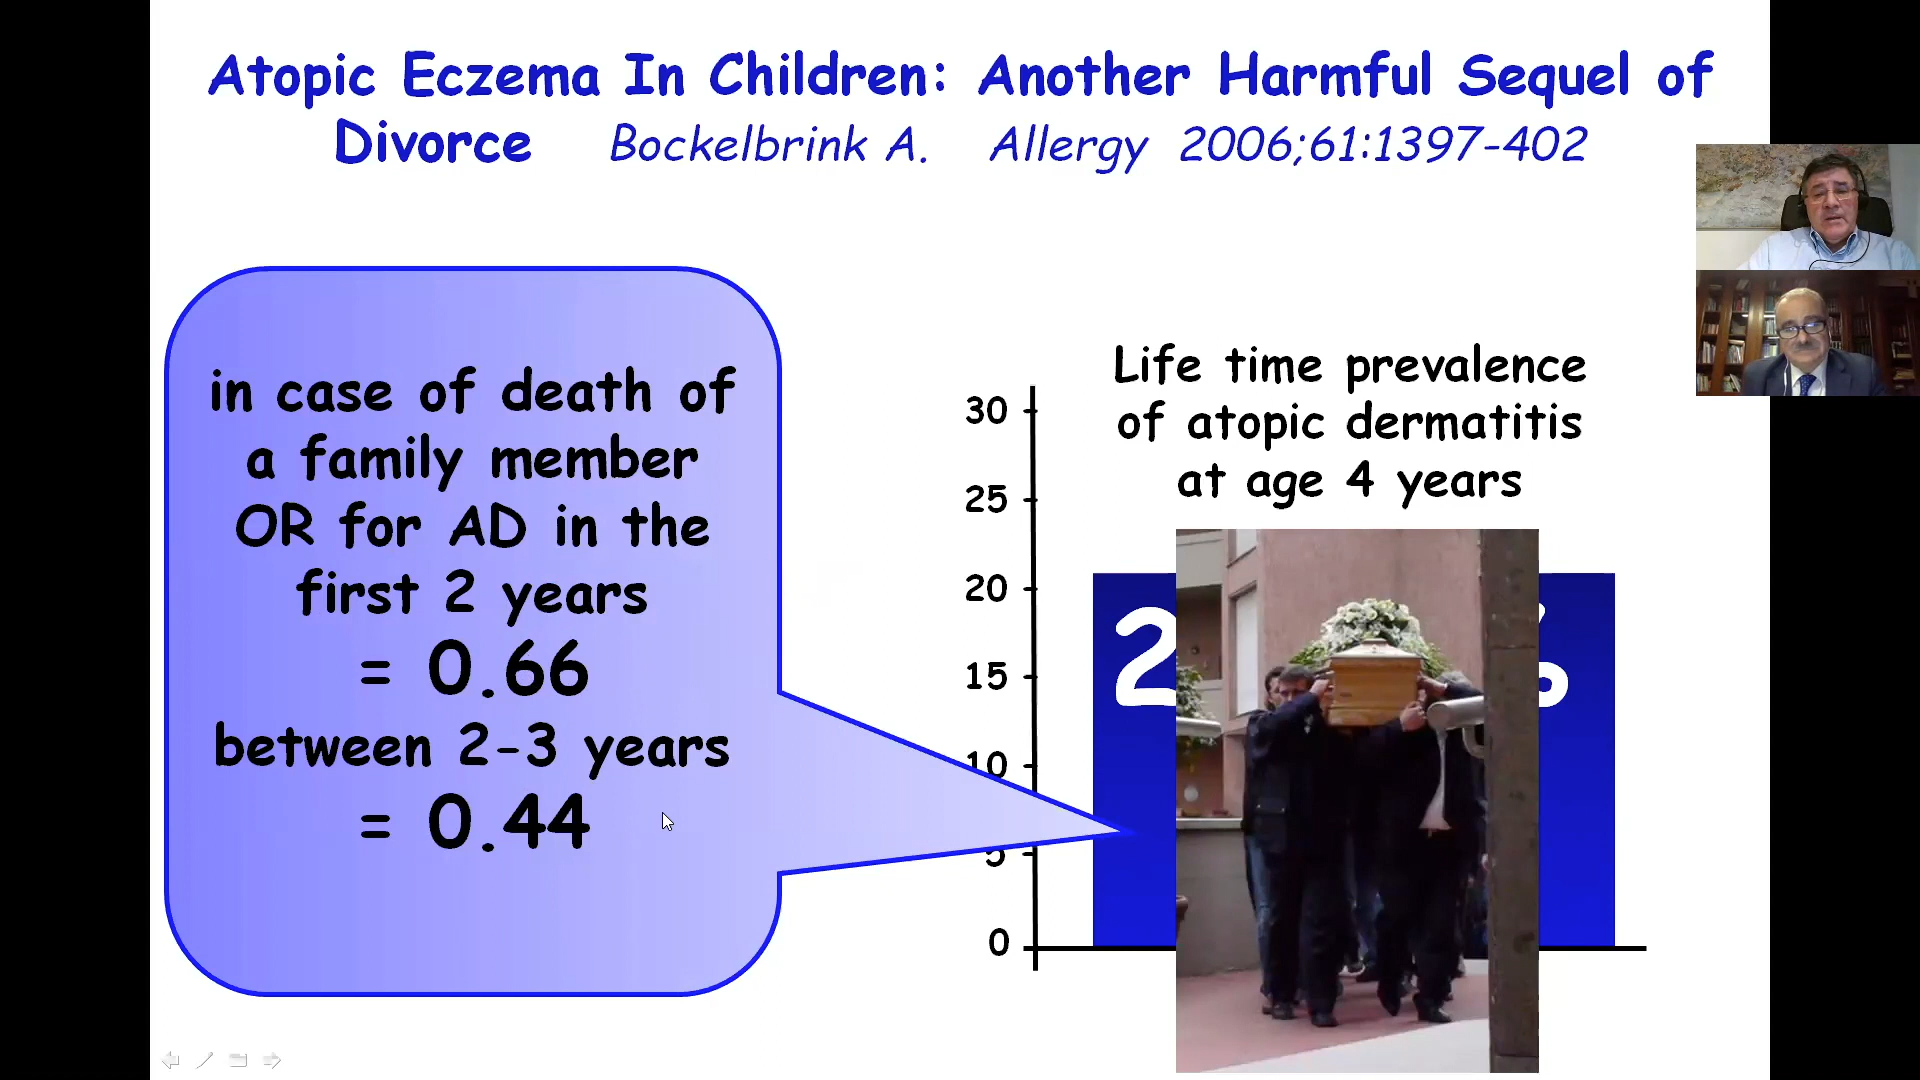 Atopic Eczema In Children: Another Harmful Sequel of
Divorce Bockelbrink A. Allergy 2006;61:1397-402
in case of death of
a family member
OR for AD in the
first 2 years
= 0.66
between 2-3 years
= 0.44
Life time prevalence
of atopic dermatitis
at age 4 years
30
25
20
15
10
5
0
2
%